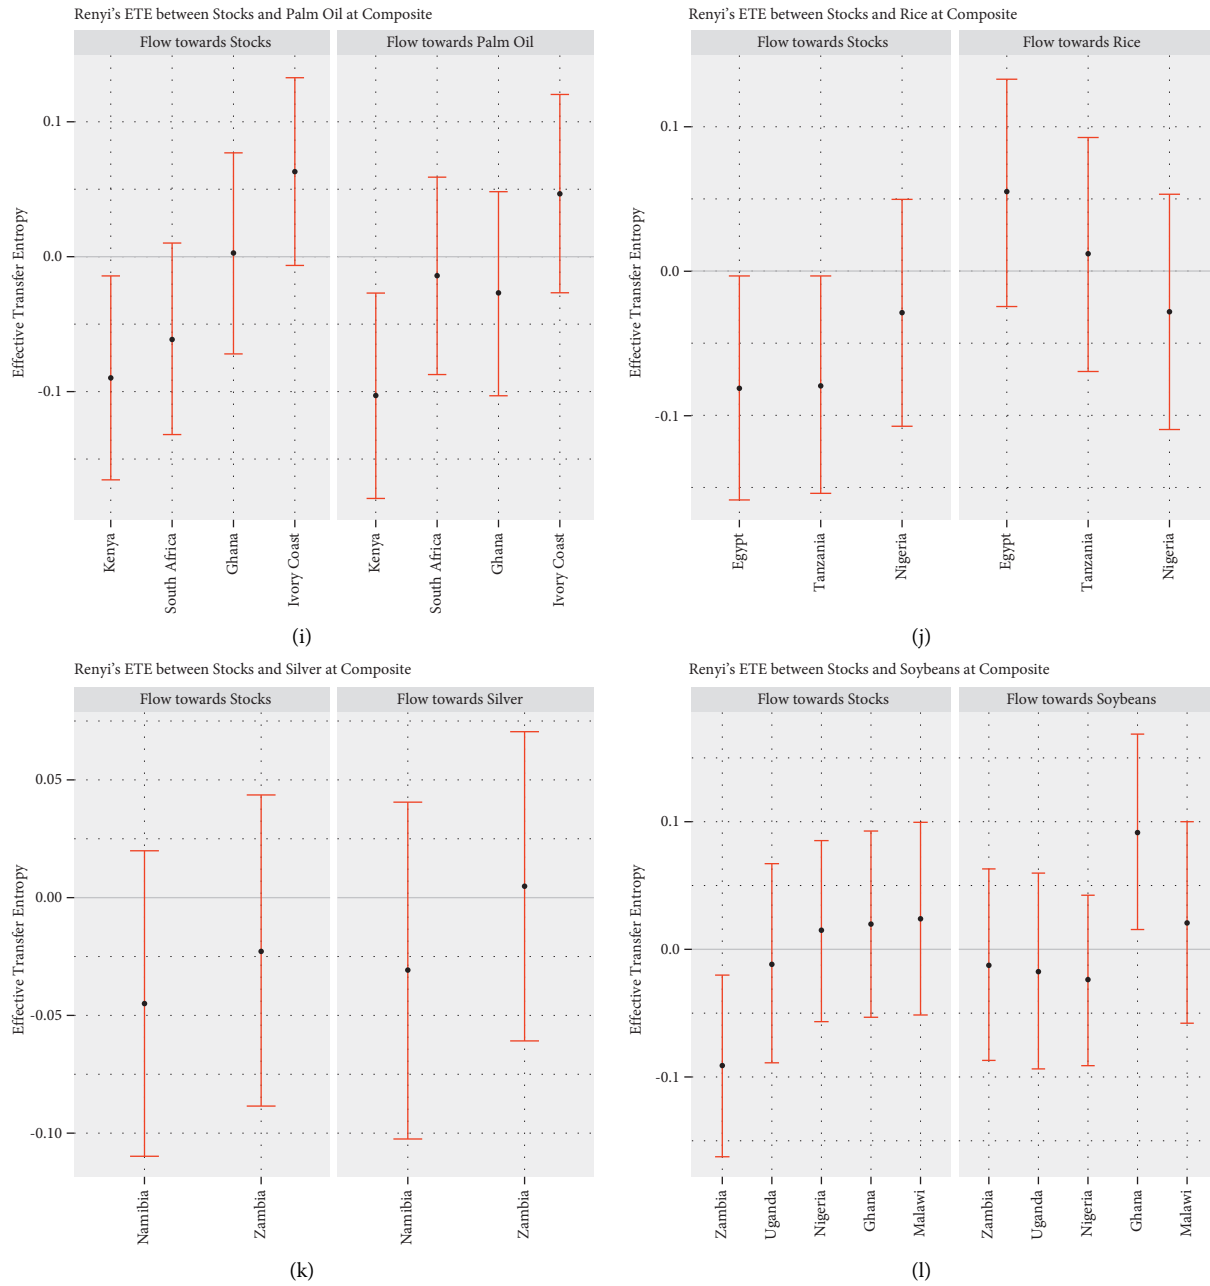 Renyi's ETE between Stocks and Palm Oil at Composite
Flow towards Stocks
Flow towards Palm Oil
Effective Transfer Entropy
0.1
0.0
-0.1
Kenya
South Africa
Ghana
Ivory Coast
Kenya
South Africa
Ghana
Ivory Coast
(i)
Renyi's ETE between Stocks and Rice at Composite
Flow towards Stocks
Flow towards Rice
Effective Transfer Entropy
0.1
0.0
-0.1
Egypt
Tanzania
Nigeria
Egypt
Tanzania
Nigeria
(j)
Renyi's ETE between Stocks and Silver at Composite
Flow towards Stocks
Flow towards Silver
Effective Transfer Entropy
0.05
0.00
-0.05
-0.10
Namibia
Zambia
Namibia
Zambia
(k)
Renyi's ETE between Stocks and Soybeans at Composite
Flow towards Stocks
Flow towards Soybeans
Effective Transfer Entropy
0.1
0.0
-0.1
Zambia
Uganda
Nigeria
Ghana
Malawi
Zambia
Uganda
Nigeria
Ghana
Malawi
(l)